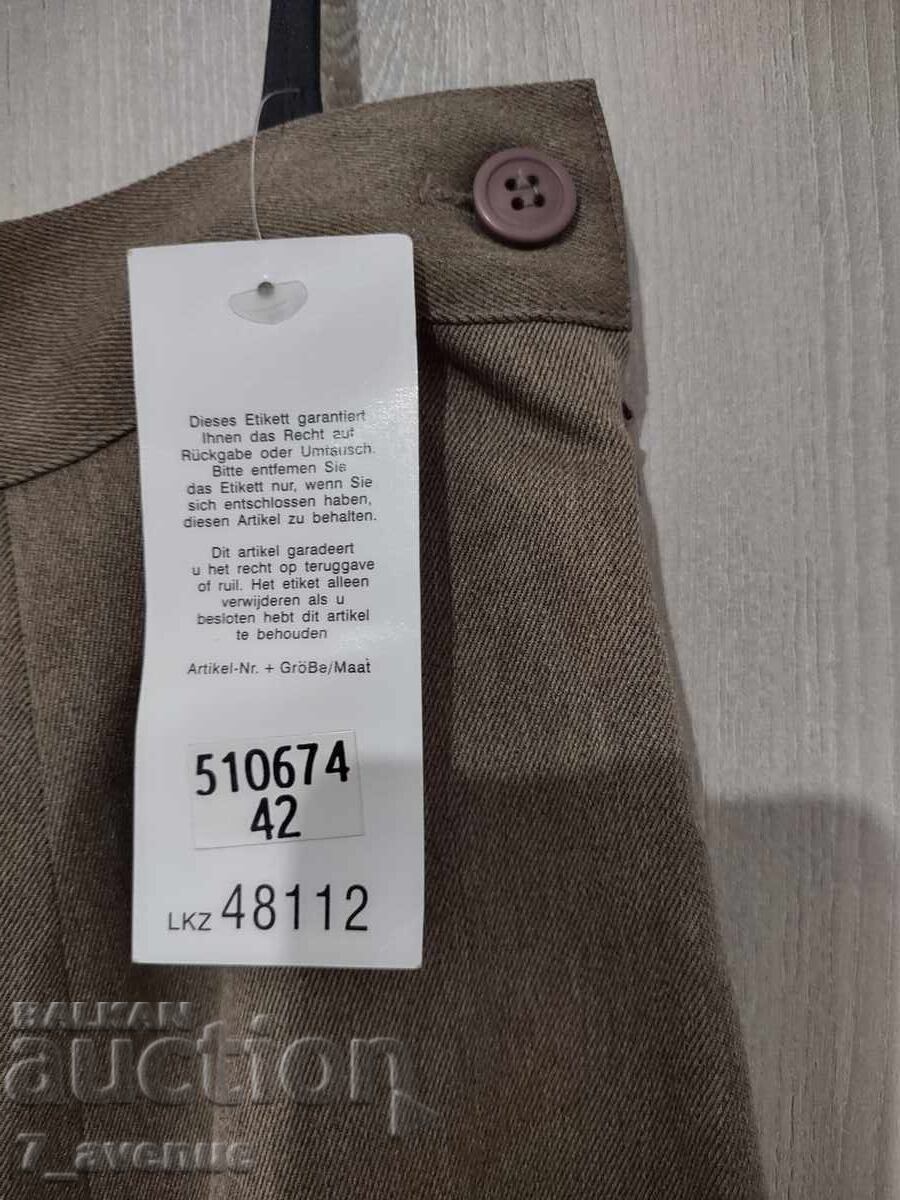 Dieses Etikett garantiert
Ihnen das Recht auf
Rückgabe oder Umtausch.
Bitte entfemen Sie
das Etikett nur, wenn Sie
sich entschlossen haben,
diesen Artikel zu behalten.
Dit artikel garadeert
u het recht op teruggave
of ruil. Het etiket alleen
verwijderen als u
besloten hebt dit artikel
te behouden
Artikel-Nr. + GröBe/Maat
510674
42
LKZ 48112
BALKAN
auction
7_avenue